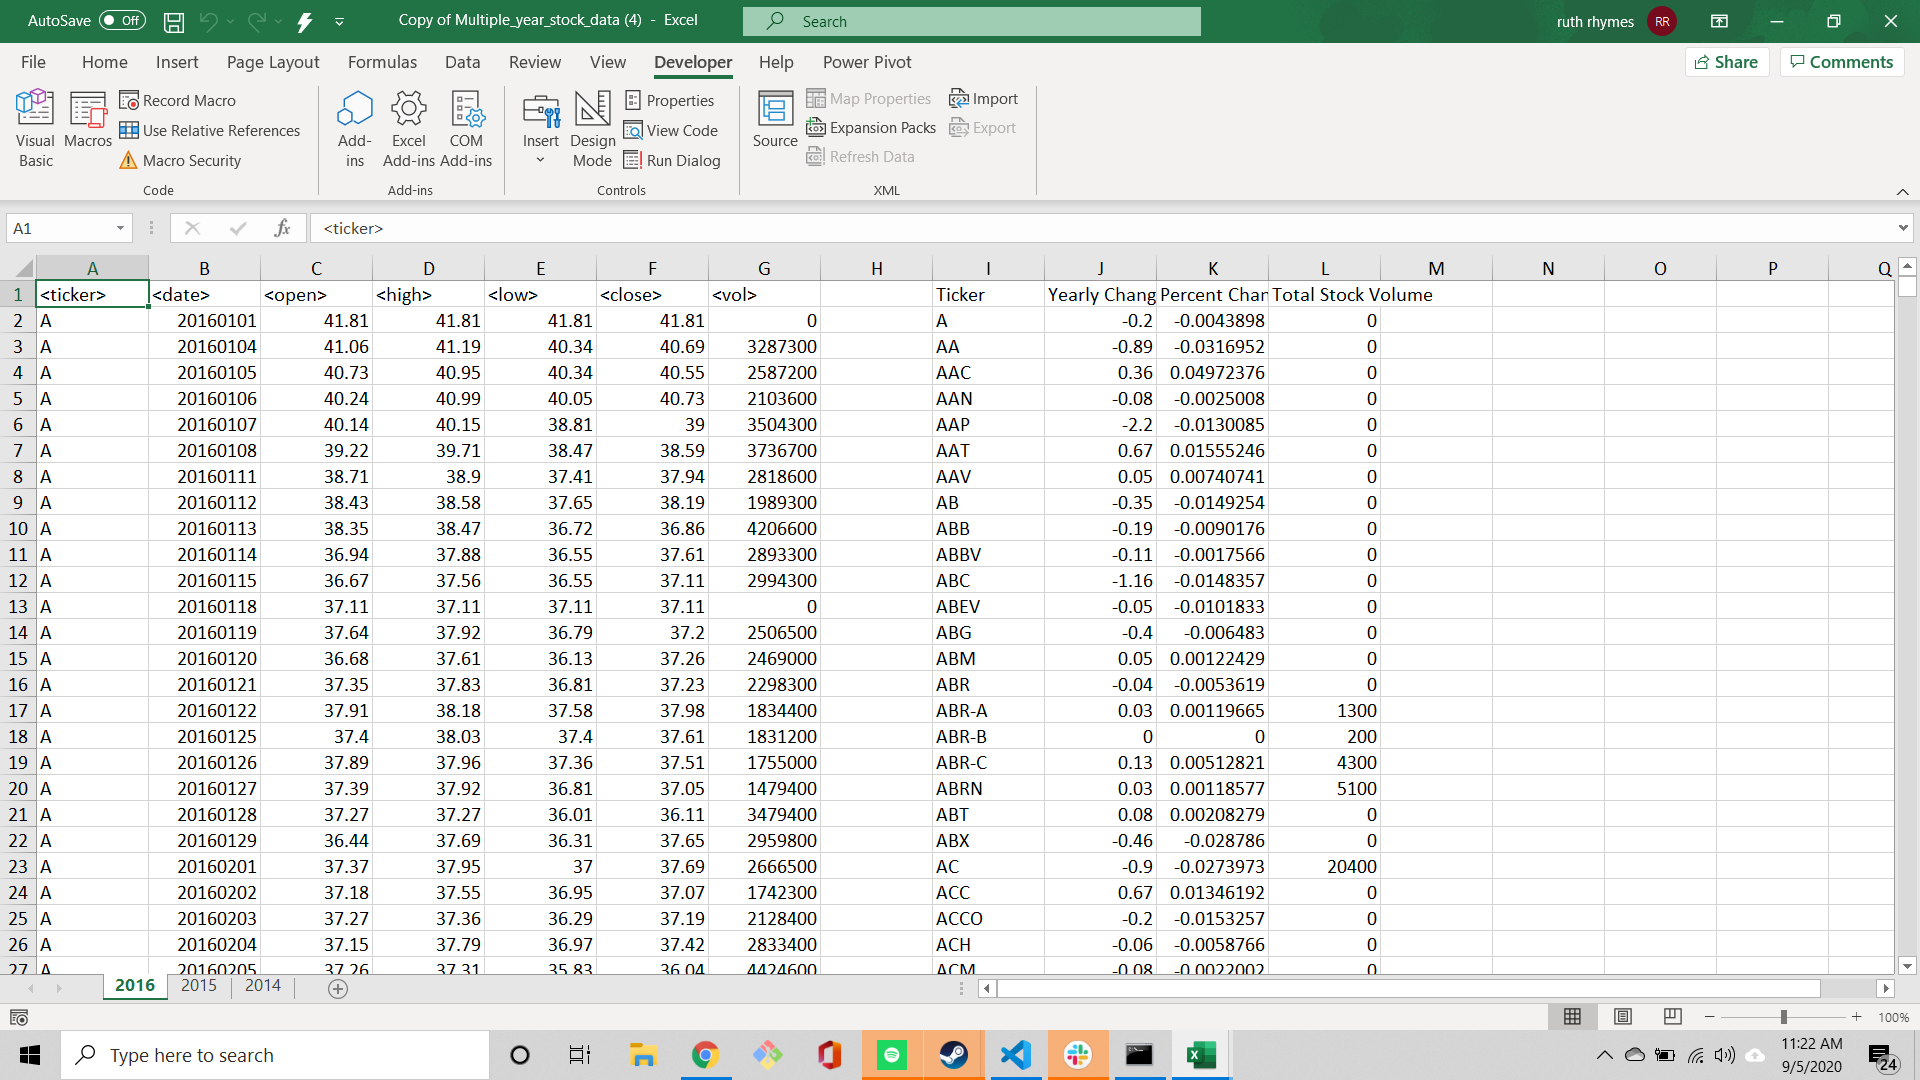 AutoSave Off Copy of Multiple_year_stock_data (4) - Excel Search ruth rhymes RR
File Home Insert Page Layout Formulas Data Review View Developer Help Power Pivot Share Comments
Visual Basic
Macros
Record Macro
Use Relative References
Macro Security
Code
Add-ins
Excel Add-ins
COM Add-ins
Add-ins
Insert
Design Mode
Properties
View Code
Run Dialog
Controls
Source
Map Properties
Expansion Packs
Refresh Data
Import
Export
XML
A1 fx <ticker>
A B C D E F G H I J K L M N O P Q
1 <ticker> <date> <open> <high> <low> <close> <vol> Ticker Yearly Chang Percent Chan Total Stock Volume
2 A 20160101 41.81 41.81 41.81 41.81 0 A -0.2 -0.0043898 0
3 A 20160104 41.06 41.19 40.34 40.69 3287300 AA -0.89 -0.0316952 0
4 A 20160105 40.73 40.95 40.34 40.55 2587200 AAC 0.36 0.04972376 0
5 A 20160106 40.24 40.99 40.05 40.73 2103600 AAN -0.08 -0.0025008 0
6 A 20160107 40.14 40.15 38.81 39 3504300 AAP -2.2 -0.0130085 0
7 A 20160108 39.22 39.71 38.47 38.59 3736700 AAT 0.67 0.01555246 0
8 A 20160111 38.71 38.9 37.41 37.94 2818600 AAV 0.05 0.00740741 0
9 A 20160112 38.43 38.58 37.65 38.19 1989300 AB -0.35 -0.0149254 0
10 A 20160113 38.35 38.47 36.72 36.86 4206600 ABB -0.19 -0.0090176 0
11 A 20160114 36.94 37.88 36.55 37.61 2893300 ABBV -0.11 -0.0017566 0
12 A 20160115 36.67 37.56 36.55 37.11 2994300 ABC -1.16 -0.0148357 0
13 A 20160118 37.11 37.11 37.11 37.11 0 ABEV -0.05 -0.0101833 0
14 A 20160119 37.64 37.92 36.79 37.2 2506500 ABG -0.4 -0.006483 0
15 A 20160120 36.68 37.61 36.13 37.26 2469000 ABM 0.05 0.00122429 0
16 A 20160121 37.35 37.83 36.81 37.23 2298300 ABR -0.04 -0.0053619 0
17 A 20160122 37.91 38.18 37.58 37.98 1834400 ABR-A 0.03 0.00119665 1300
18 A 20160125 37.4 38.03 37.4 37.61 1831200 ABR-B 0 0 200
19 A 20160126 37.89 37.96 37.36 37.51 1755000 ABR-C 0.13 0.00512821 4300
20 A 20160127 37.39 37.92 36.82 37.05 1479400 ABRN 0.03 0.00118577 5100
21 A 20160128 37.27 37.27 36.01 36.11 3479400 ABT 0.08 0.00208279 0
22 A 20160129 36.44 37.69 36.31 37.65 2959800 ABX -0.46 -0.028786 0
23 A 20160201 37.37 37.95 37 37.69 2666500 AC -0.9 -0.0273973 20400
24 A 20160202 37.18 37.55 36.95 37.07 1742300 ACC 0.67 0.01346192 0
25 A 20160203 37.27 37.36 36.29 37.19 2128400 ACCO -0.2 -0.0153257 0
26 A 20160204 37.15 37.79 36.97 37.42 2833400 ACH -0.06 -0.0058766 0
27 A 20160205 37.26 37.31 35.83 36.04 4424600 ACM -0.08 -0.0022002 0
2016 2015 2014
100%
Type here to search
11:22 AM
9/5/2020
24